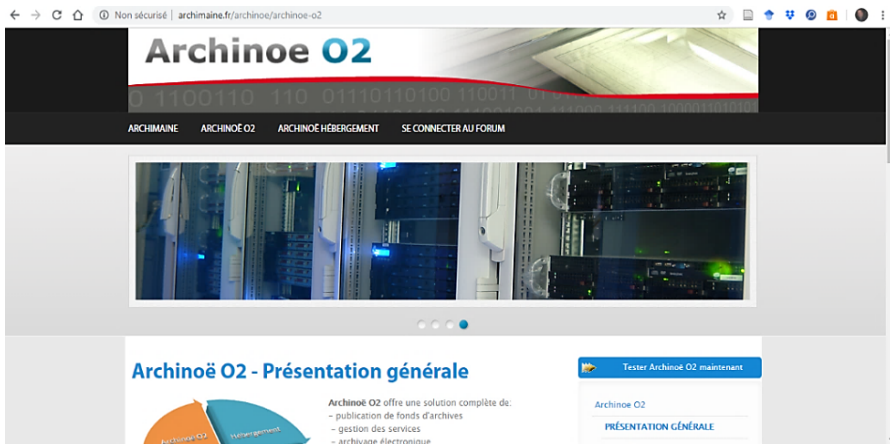 Non sécurisé | archimaine.fr/archinoe/archinoe-o2
Archinoe O2
ARCHIMAINE ARCHINOË O2 ARCHINOË HÉBERGEMENT SE CONNECTER AU FORUM
Archinoë O2 - Présentation générale
Archinoë O2 offre une solution complète de:
- publication de fonds d'archives
- gestion des services
- archivage électronique
Archinoe O2
Hébergement
Tester Archinoë O2 maintenant
Archinoe O2
PRÉSENTATION GÉNÉRALE